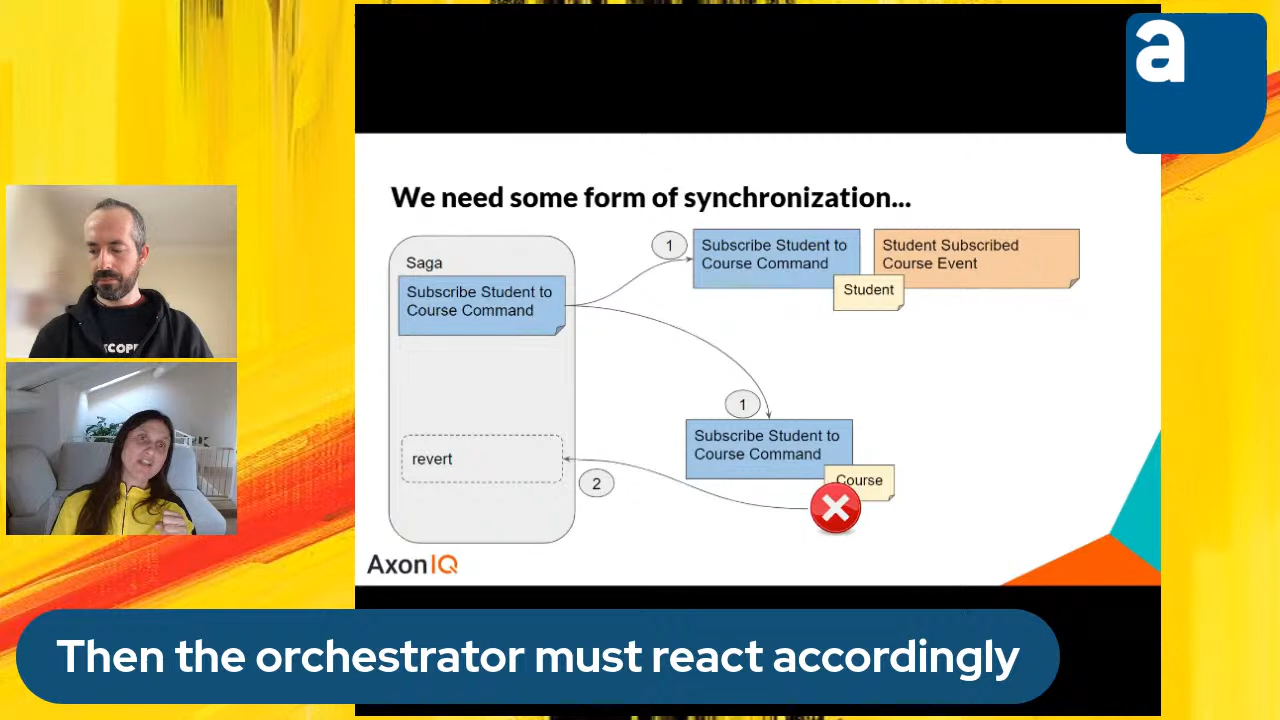 a
We need some form of synchronization...
Saga
Subscribe Student to
Course Command
1
Subscribe Student to
Course Command
Student Subscribed
Course Event
Student
1
Subscribe Student to
Course Command
Course
revert
2
AxonIQ
SCOPE
Then the orchestrator must react accordingly